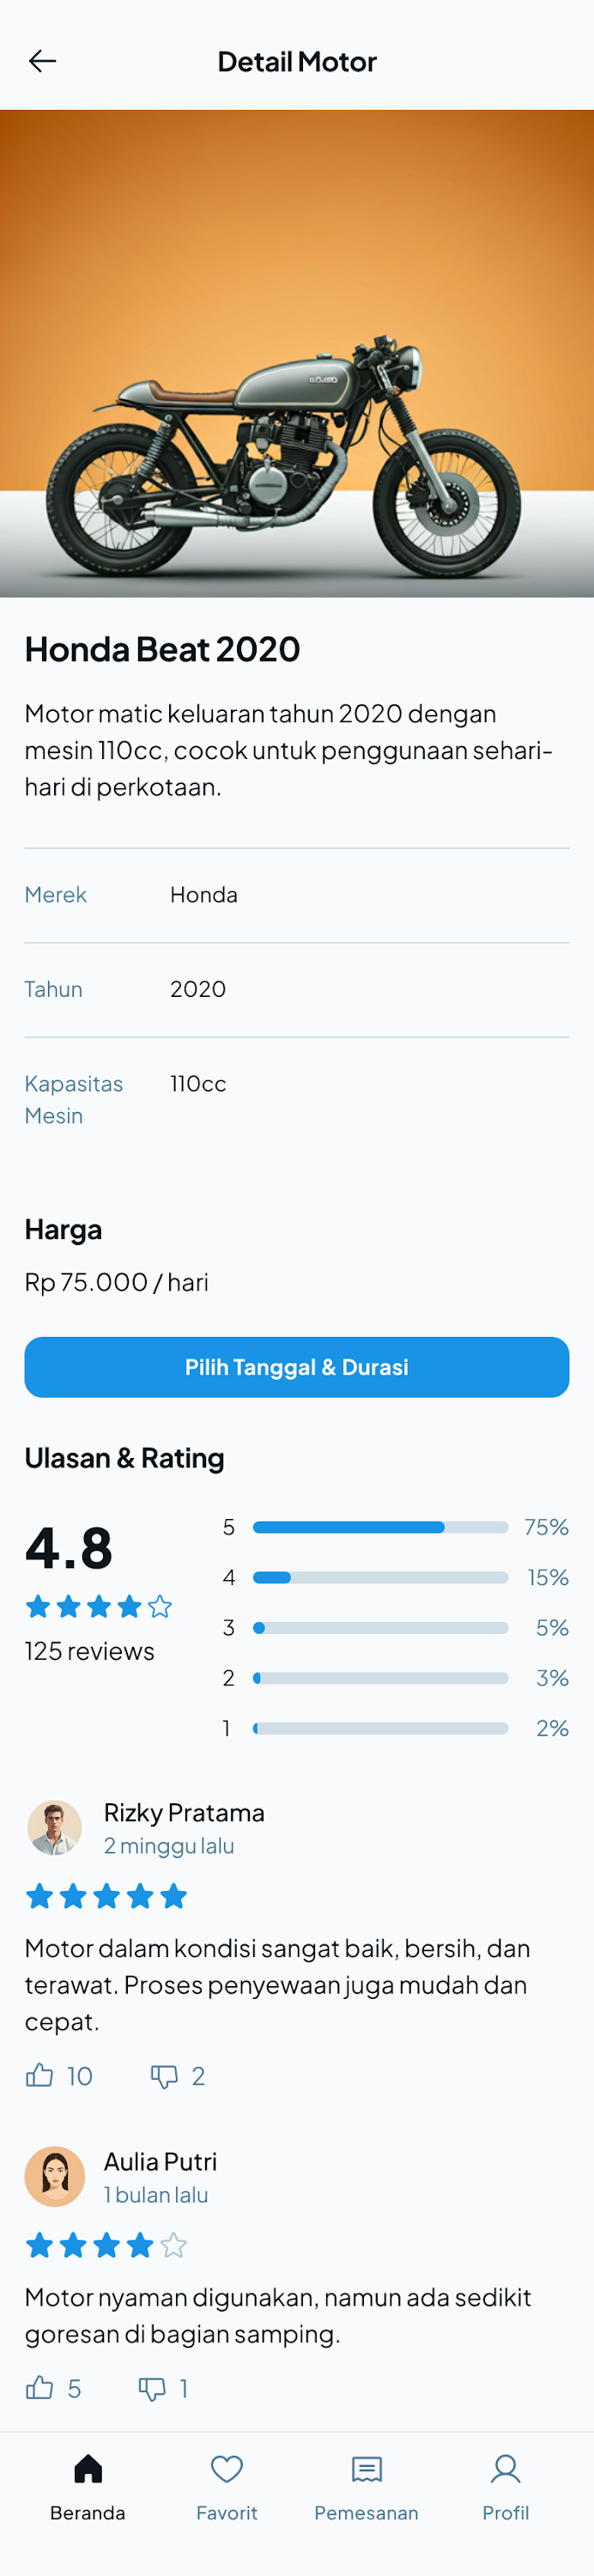 Detail Motor
Honda Beat 2020
Motor matic keluaran tahun 2020 dengan
mesin 110cc, cocok untuk penggunaan sehari-
hari di perkotaan.
Merek Honda
Tahun 2020
Kapasitas Mesin 110cc
Harga
Rp 75.000 / hari
Pilih Tanggal & Durasi
Ulasan & Rating
4.8
125 reviews
5 75%
4 15%
3 5%
2 3%
1 2%
Rizky Pratama
2 minggu lalu
Motor dalam kondisi sangat baik, bersih, dan
terawat. Proses penyewaan juga mudah dan
cepat.
10 2
Aulia Putri
1 bulan lalu
Motor nyaman digunakan, namun ada sedikit
goresan di bagian samping.
5 1
Beranda Favorit Pemesanan Profil